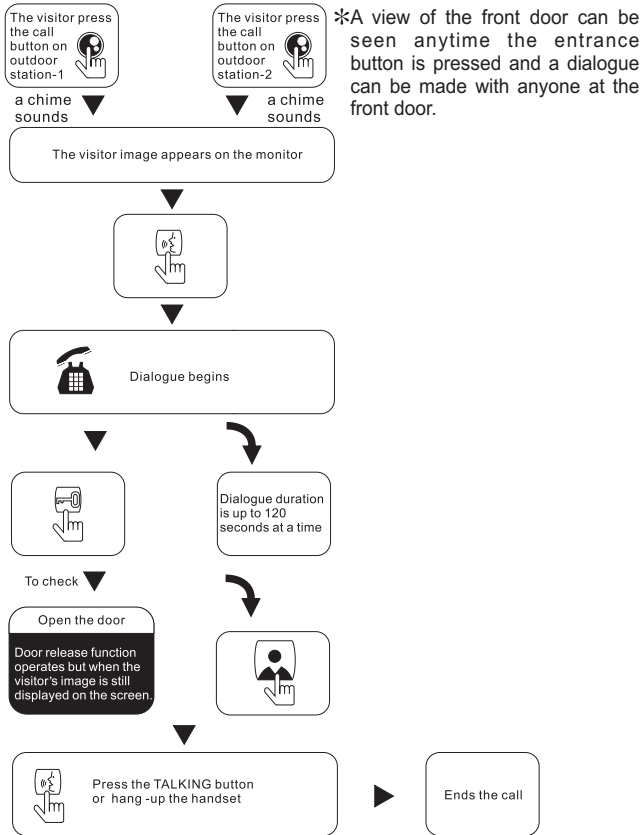 The visitor press
the call
button on
outdoor
station-1
The visitor press
the call
button on
outdoor
station-2
✻A view of the front door can be
seen anytime the entrance
button is pressed and a dialogue
can be made with anyone at the
front door.
a chime
sounds
a chime
sounds
The visitor image appears on the monitor
Dialogue begins
Dialogue duration
is up to 120
seconds at a time
To check
Open the door
Door release function
operates but when the
visitor's image is still
displayed on the screen.
Press the TALKING button
or hang -up the handset
Ends the call